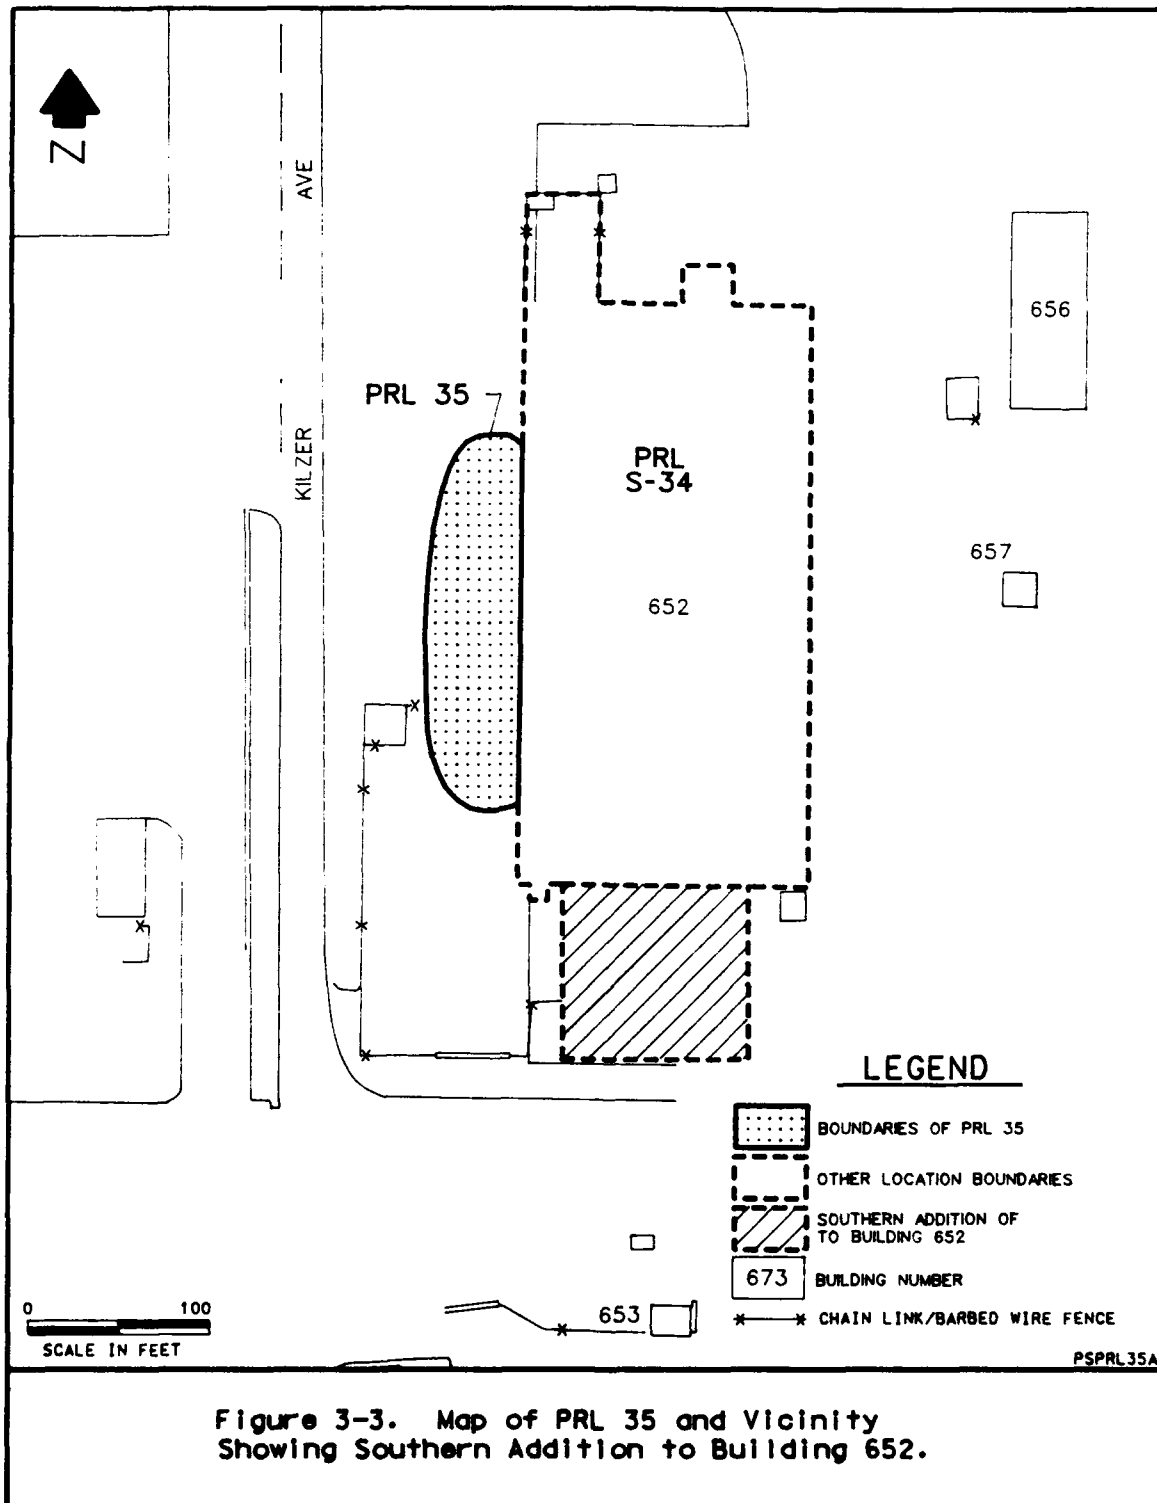 N
KILZER AVE
656
PRL 35
PRL
S-34
657
652
LEGEND
BOUNDARIES OF PRL 35
OTHER LOCATION BOUNDARIES
SOUTHERN ADDITION OF
TO BUILDING 652
673 BUILDING NUMBER
CHAIN LINK/BARBED WIRE FENCE
653
0 100
SCALE IN FEET
PSPRL35A
Figure 3-3. Map of PRL 35 and Vicinity
Showing Southern Addition to Building 652.